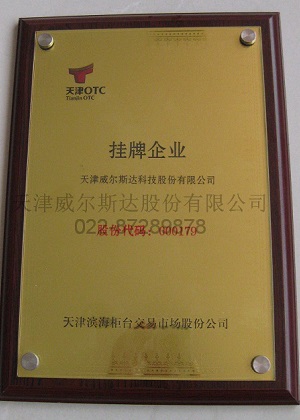 天津OTC
Tianjin OTC
挂牌企业
天津威尔斯达科技股份有限公司
天津威尔斯达股份有限公司
022-87289878
股份代码：000179
天津滨海柜台交易市场股份公司